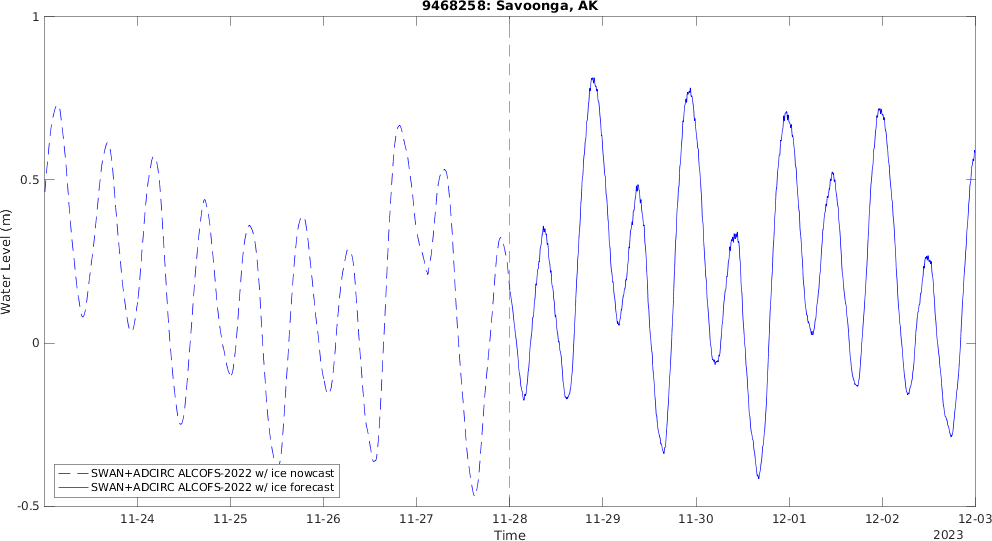 9468258: Savoonga, AK
1
0.5
0
-0.5
Water Level (m)
SWAN+ADCIRC ALCOFS-2022 w/ ice nowcast
SWAN+ADCIRC ALCOFS-2022 w/ ice forecast
11-24 11-25 11-26 11-27 11-28 11-29 11-30 12-01 12-02 12-03
Time
2023